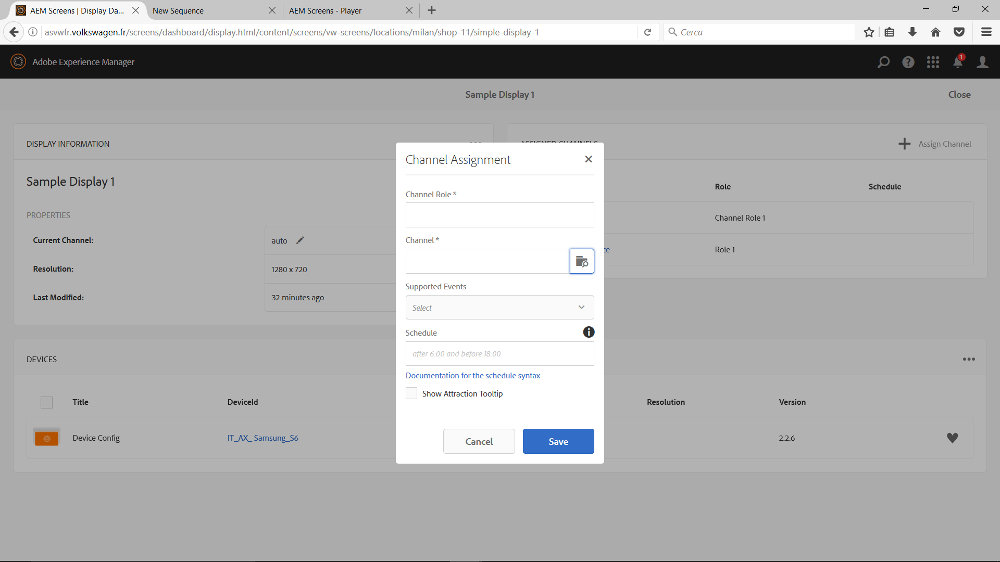 AEM Screens | Display Da...
New Sequence
AEM Screens - Player
asvwfr.volkswagen.fr/screens/dashboard/display.html/content/screens/vw-screens/locations/milan/shop-11/simple-display-1
Cerca
Adobe Experience Manager
1
Sample Display 1
Close
DISPLAY INFORMATION
ASSIGNED CHANNELS
Assign Channel
Sample Display 1
Role
Schedule
PROPERTIES
Channel Role 1
Current Channel:
auto
Role 1
Resolution:
1280 x 720
Last Modified:
32 minutes ago
Channel Assignment
Channel Role *
Channel *
Supported Events
Select
Schedule
after 6:00 and before 18:00
Documentation for the schedule syntax
Show Attraction Tooltip
Cancel
Save
DEVICES
Title
DeviceId
Resolution
Version
Device Config
IT_AX_ Samsung_S6
2.2.6